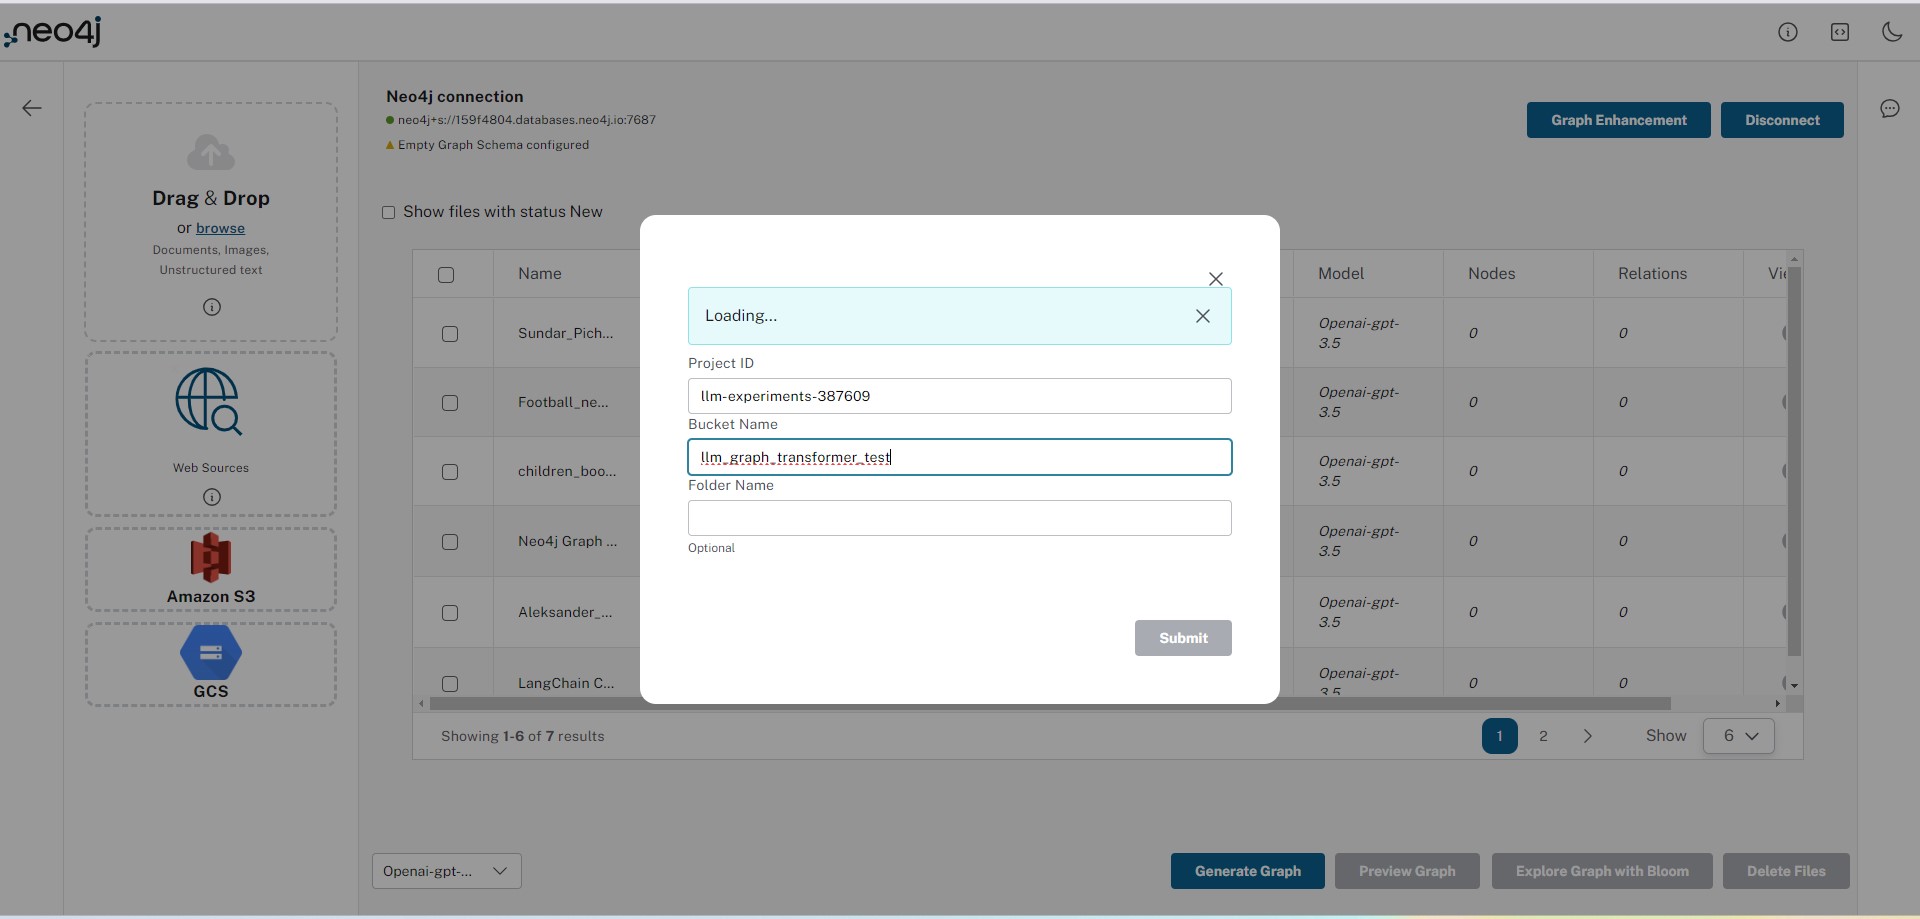 neo4j
Neo4j connection
neo4j+s://159f4804.databases.neo4j.io:7687
Empty Graph Schema configured
Graph Enhancement
Disconnect
Drag & Drop
or browse
Documents, Images,
Unstructured text
Web Sources
Amazon S3
GCS
Show files with status New
Name
Model
Nodes
Relations
Sundar_Pich...
Openai-gpt-
3.5
0
0
Football_ne...
Openai-gpt-
3.5
0
0
children_boo...
Openai-gpt-
3.5
0
0
Neo4j Graph ...
Openai-gpt-
3.5
0
0
Aleksander_...
Openai-gpt-
3.5
0
0
LangChain C...
Openai-gpt-
3.5
0
0
Loading...
Project ID
llm-experiments-387609
Bucket Name
llm_graph_transformer_test
Folder Name
Optional
Submit
Showing 1-6 of 7 results
1
2
Show
6
Openai-gpt-...
Generate Graph
Preview Graph
Explore Graph with Bloom
Delete Files